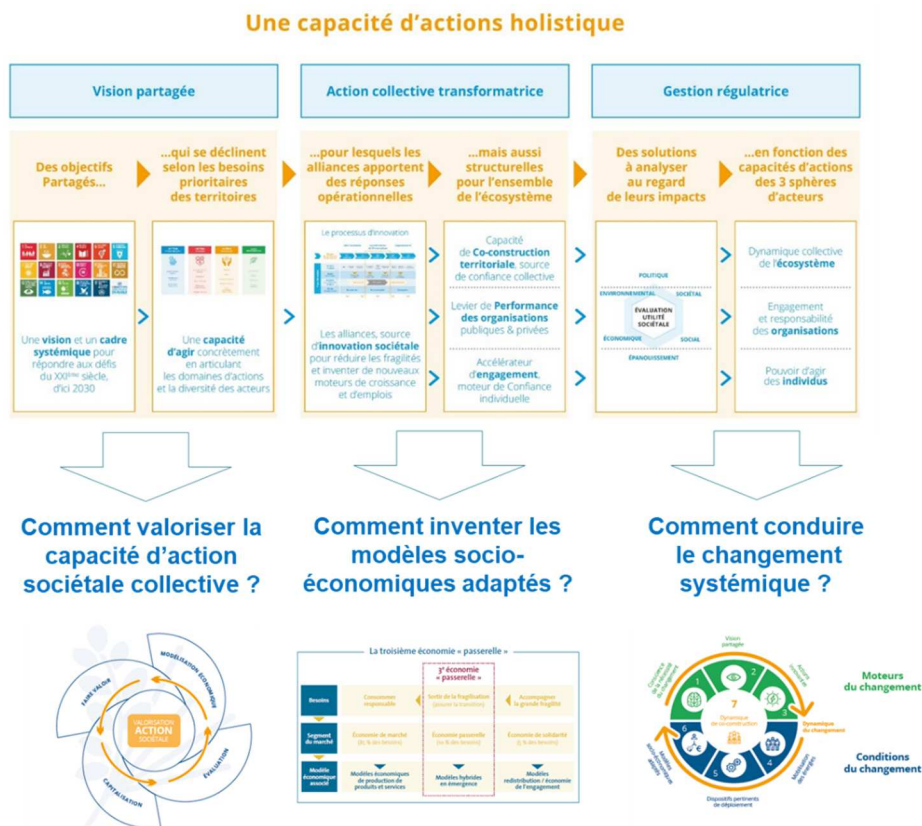 Une capacité d'actions holistique
Vision partagée
Action collective transformatrice
Gestion régulatrice
Des objectifs
Partagés...
...qui se déclinent
selon les besoins
prioritaires
des territoires
...pour lesquels les
alliances apportent
des réponses
opérationnelles
...mais aussi
structurelles
pour l'ensemble
de l'écosystème
Des solutions
à analyser
au regard
de leurs impacts
...en fonction des
capacités d'actions
des 3 sphères
d'acteurs
Une vision et un cadre
systémique pour
répondre aux défis
du XXIème siècle,
d'ici 2030
Une capacité
d'agir concrètement
en articulant
les domaines d'actions
et la diversité des acteurs
Le processus d'innovation
Les alliances, source
d'innovation sociétale
pour réduire les fragilités
et inventer de nouveaux
moteurs de croissance
et d'emplois
Capacité
de Co-construction
territoriale, source
de confiance collective
Levier de Performance
des organisations
publiques & privées
Accélérateur
d'engagement,
moteur de Confiance
individuelle
POLITIQUE
ENVIRONNEMENTAL
SOCIÉTAL
ÉVALUATION
UTILITÉ
SOCIÉTALE
ÉCONOMIQUE
SOCIAL
ÉPANOUISSEMENT
Dynamique collective
de l'écosystème
Engagement
et responsabilité
des organisations
Pouvoir d'agir
des individus
Comment valoriser la
capacité d'action
sociétale collective ?
Comment inventer les
modèles socio-
économiques adaptés ?
Comment conduire
le changement
systémique ?
FAIRE VALOIR
MODÉLISATION ÉCONOMIQUE
VALORISATION
ACTION
SOCIÉTALE
CAPITALISATION
ÉVALUATION
La troisième économie « passerelle »
3e économie
« passerelle »
Besoins
Consommer
responsable
Sortir de la fragilisation
Accompagner
la grande fragilité
Segment
du marché
Économie de marché
Économie passerelle
Économie de solidarité
Modèle
économique
associé
Modèles économiques
de production de
produits et services
Modèles hybrides
en émergence
Modèles
redistribution / économie
de l'engagement
Vision
partagée
1
2
3
4
5
6
7
Dynamique
de co-construction
Dynamique
du changement
Mobilisation
des énergies
Dispositifs pertinents
de déploiement
Moteurs
du changement
Conditions
du changement